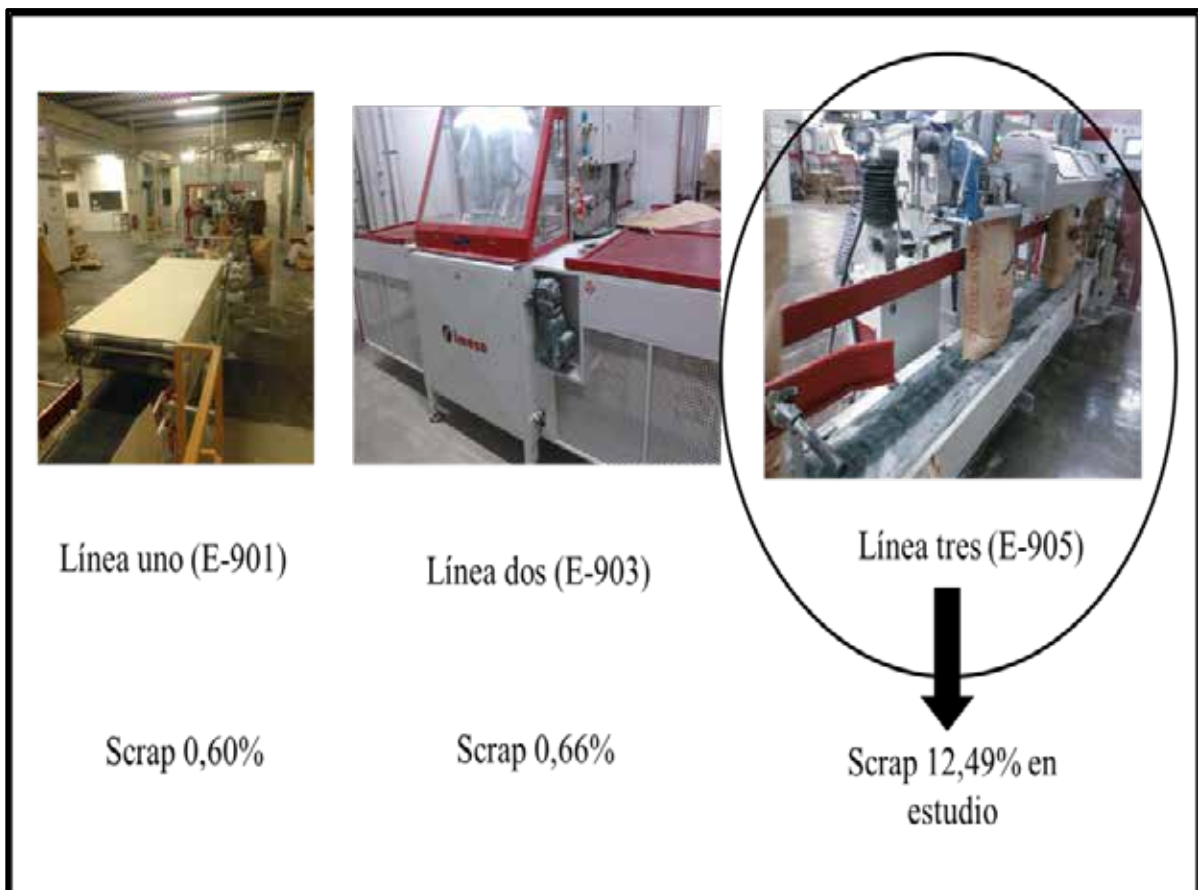 imeso
Línea uno (E-901)
Línea dos (E-903)
Línea tres (E-905)
Scrap 0,60%
Scrap 0,66%
Scrap 12,49% en
estudio